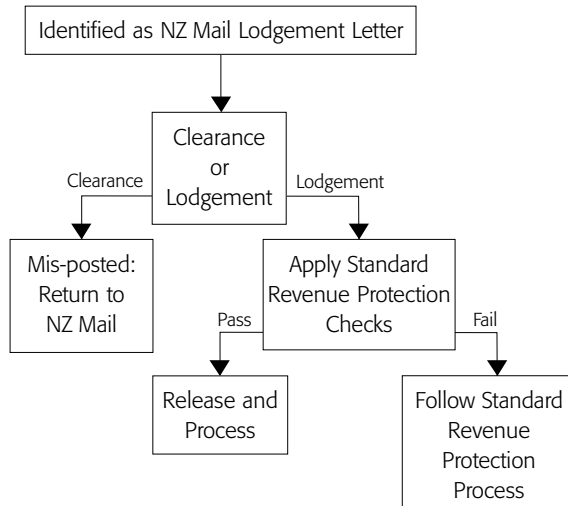 Identified as NZ Mail Lodgement Letter
Clearance
or
Lodgement
Clearance
Lodgement
Mis-posted:
Return to
NZ Mail
Apply Standard
Revenue Protection
Checks
Pass
Fail
Release and
Process
Follow Standard
Revenue
Protection
Process